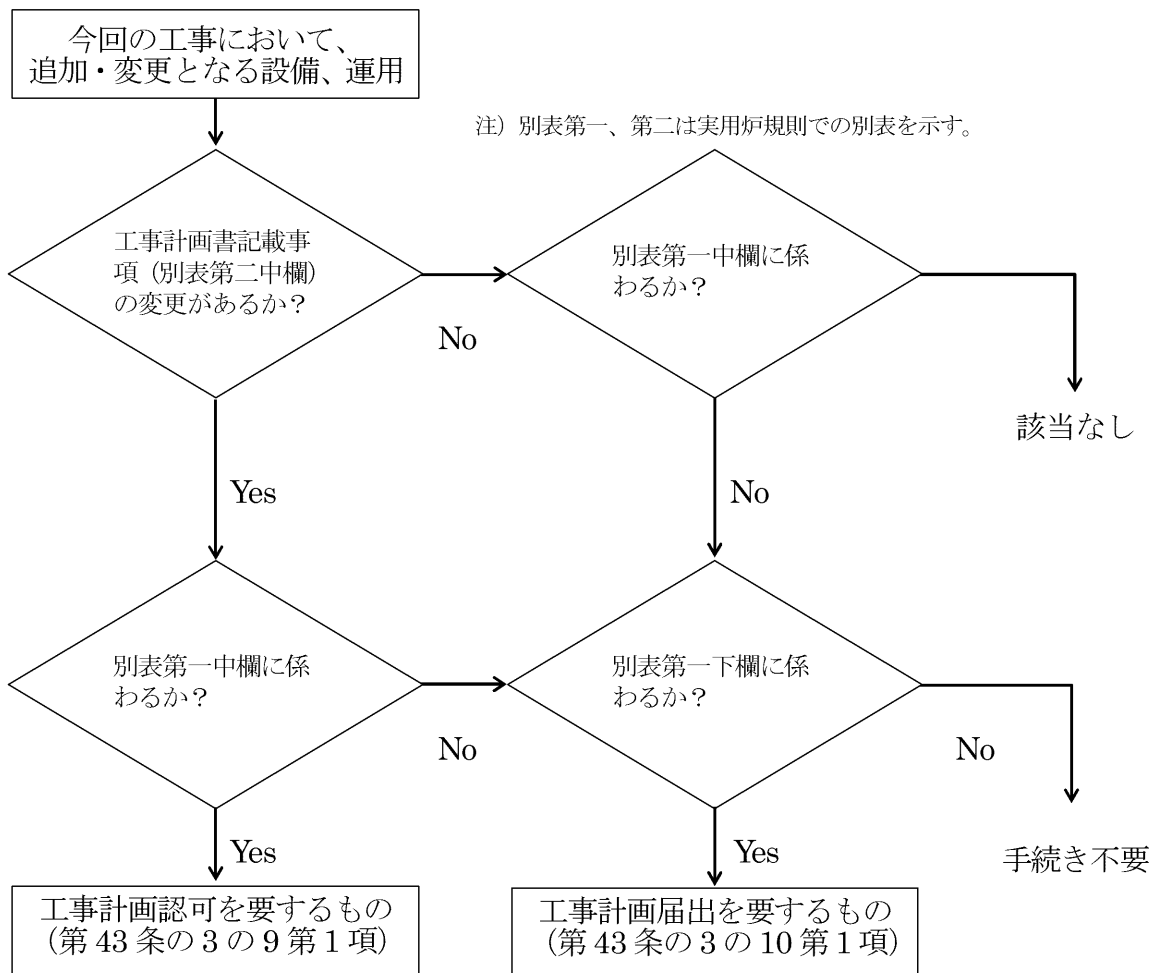 今回の工事において、
追加・変更となる設備、運用
注）別表第一、第二は実用炉規則での別表を示す。
工事計画書記載事
項（別表第二中欄）
の変更があるか？
No
別表第一中欄に係
わるか？
該当なし
Yes
No
別表第一中欄に係
わるか？
No
別表第一下欄に係
わるか？
No
手続き不要
Yes
Yes
工事計画認可を要するもの
（第 43 条の 3 の 9 第 1 項）
工事計画届出を要するもの
（第 43 条の 3 の 10 第 1 項）